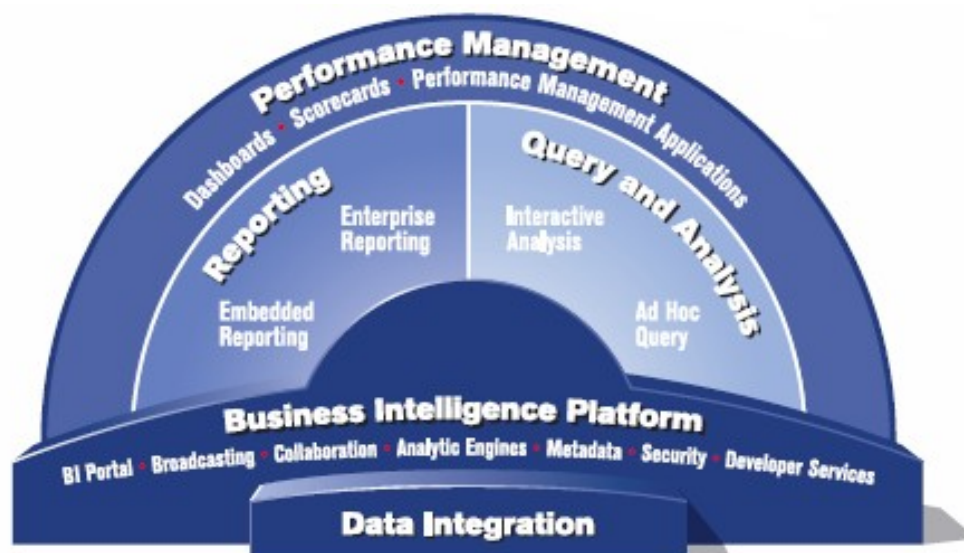 Performance Management
Dashboards • Scorecards • Performance Management Applications
Reporting
Enterprise
Reporting
Embedded
Reporting
Query and Analysis
Interactive
Analysis
Ad Hoc
Query
Business Intelligence Platform
BI Portal • Broadcasting • Collaboration • Analytic Engines • Metadata • Security • Developer Services
Data Integration